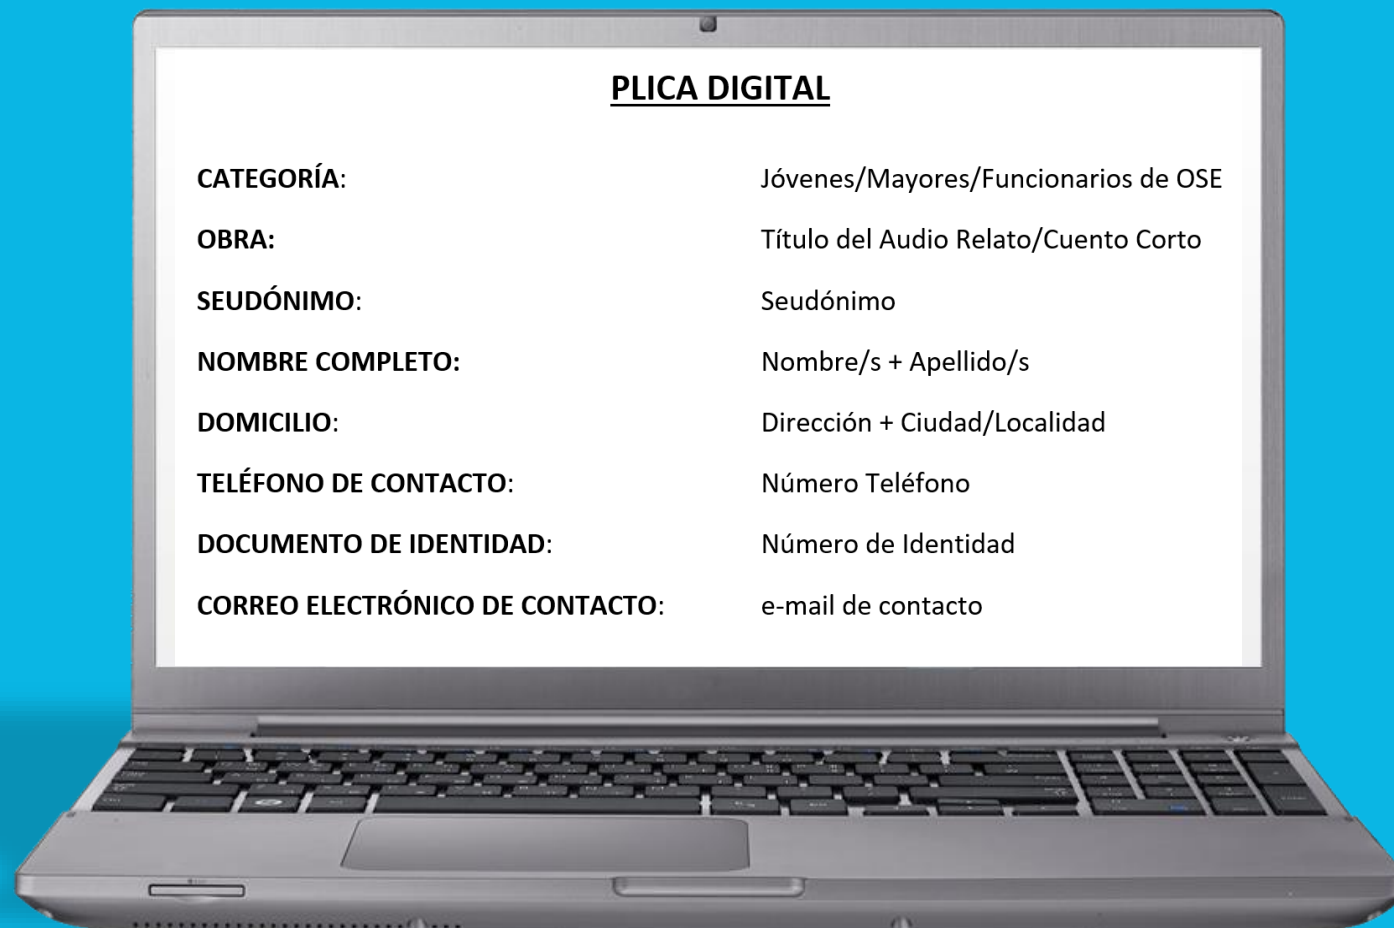 PLICA DIGITAL
CATEGORÍA: Jóvenes/Mayores/Funcionarios de OSE
OBRA: Título del Audio Relato/Cuento Corto
SEUDÓNIMO: Seudónimo
NOMBRE COMPLETO: Nombre/s + Apellido/s
DOMICILIO: Dirección + Ciudad/Localidad
TELÉFONO DE CONTACTO: Número Teléfono
DOCUMENTO DE IDENTIDAD: Número de Identidad
CORREO ELECTRÓNICO DE CONTACTO: e-mail de contacto